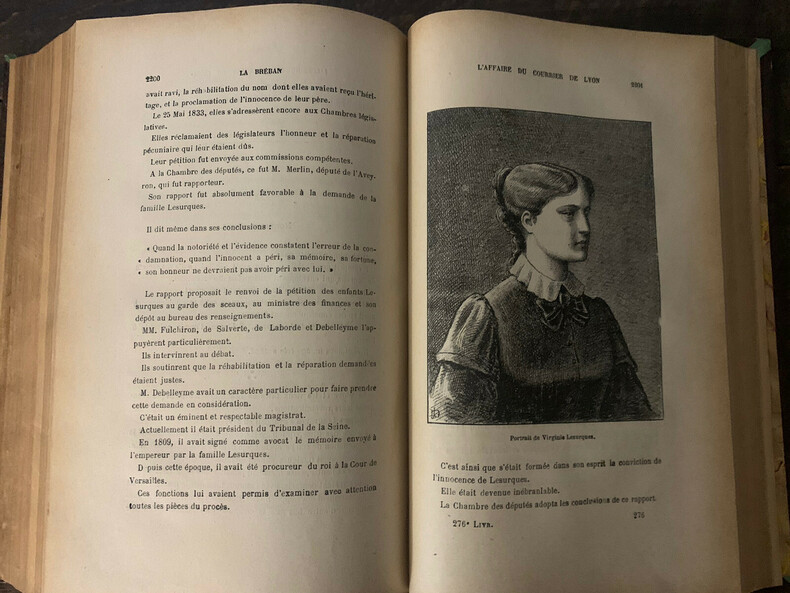 2200
LA BRÉBAN
avait ravi, la réhabilitation du nom dont elles avaient reçu l'héri-
tage, et la proclamation de l'innocence de leur père.
Le 25 Mai 1833, elles s'adressèrent encore aux Chambres légis-
latives.
Elles réclamaient des législateurs l'honneur et la réparation
pécuniaire qui leur étaient dûs.
Leur pétition fut envoyée aux commissions compétentes.
A la Chambre des députés, ce fut M. Merlin, député de l'Avey-
ron, qui fut rapporteur.
Son rapport fut absolument favorable à la demande de la
famille Lesurques.
Il dit même dans ses conclusions :
« Quand la notoriété et l'évidence constatent l'erreur de la con-
« damnation, quand l'innocent a péri, sa mémoire, sa fortune,
« son honneur ne devraient pas avoir péri avec lui. »
Le rapport proposait le renvoi de la pétition des enfants Le-
surques au garde des sceaux, au ministre des finances et son
dépôt au bureau des renseignements.
MM. Fulchiron, de Salverte, de Laborde et Debelleyme l'ap-
puyèrent particulièrement.
Ils intervinrent au débat.
Ils soutinrent que la réhabilitation et la réparation demandées
étaient justes.
M. Debelleyme avait un caractère particulier pour faire prendre
cette demande en considération.
C'était un éminent et respectable magistrat.
Actuellement il était président du Tribunal de la Seine.
En 1809, il avait signé comme avocat le mémoire envoyé à
l'empereur par la famille Lesurques.
D puis cette époque, il avait été procureur du roi à la Cour de
Versailles.
Ces fonctions lui avaient permis d'examiner avec attention
toutes les pièces du procès.
L'AFFAIRE DU COURRIER DE LYON
2201
Portrait de Virginie Lesurques.
C'est ainsi que s'était formée dans son esprit la conviction de
l'innocence de Lesurques.
Elle était devenue inébranlable.
La Chambre des députés adopta les conclusions de ce rapport.
276
276e LIVR.